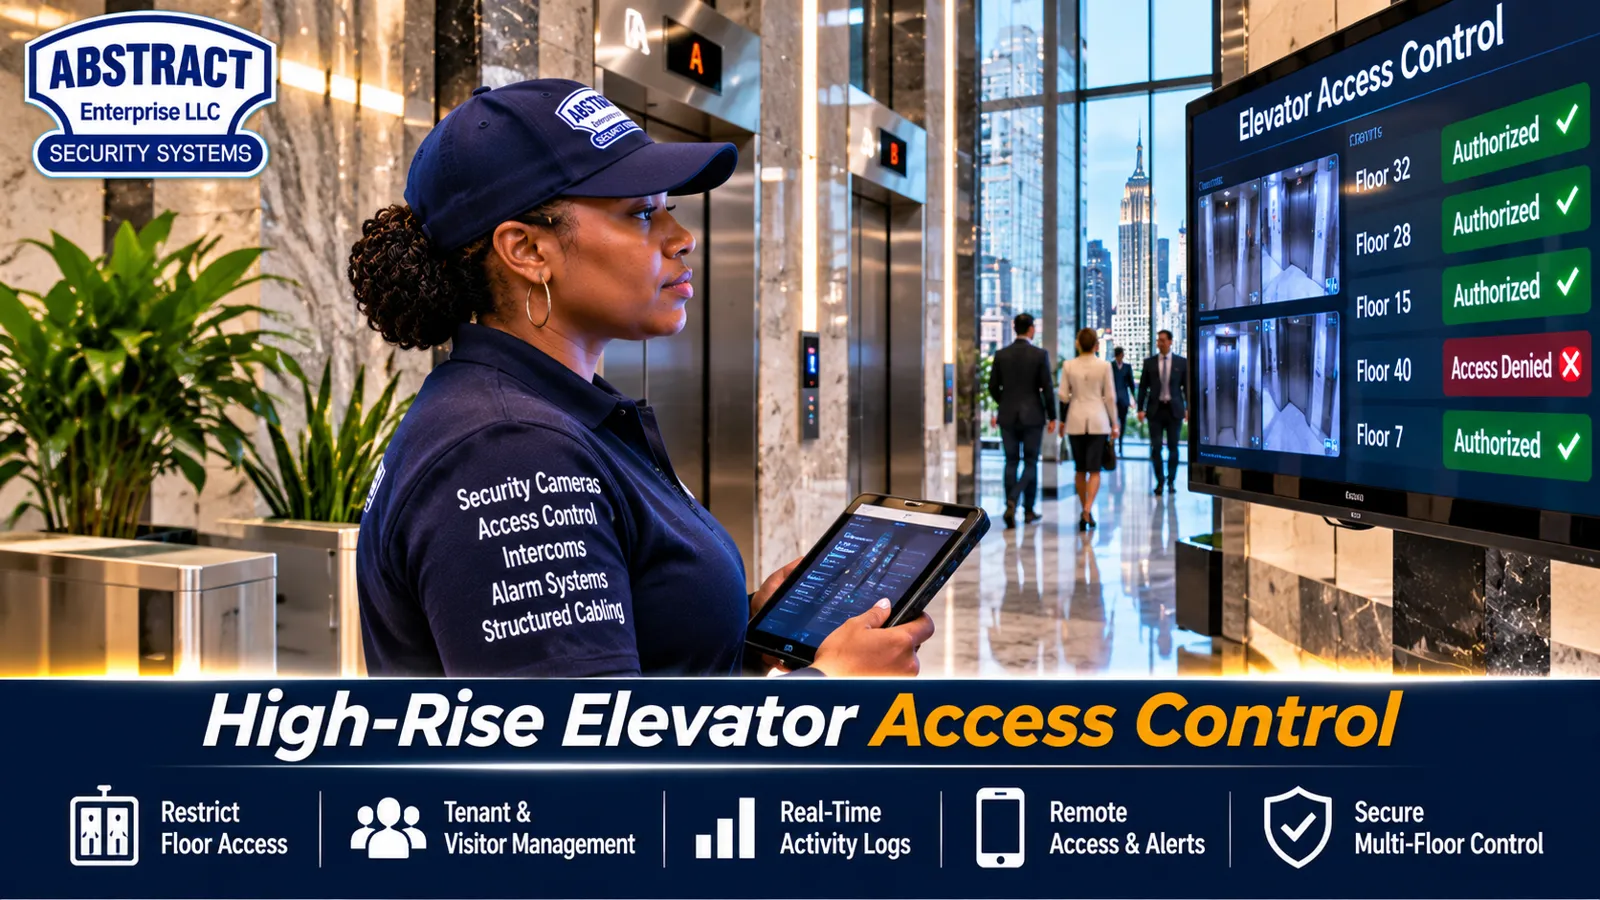 ABSTRACT
Enterprise LLC
SECURITY SYSTEMS
A
B
ABSTRACT
Elevator Access Control
Floor 32
Authorized
Floor 28
Authorized
Floor 15
Authorized
Floor 40
Access Denied
Floor 7
Authorized
Security Cameras
Access Control
Intercoms
Alarm Systems
Structured Cabling
High-Rise Elevator Access Control
Restrict
Floor Access
Tenant &
Visitor Management
Real-Time
Activity Logs
Remote
Access & Alerts
Secure
Multi-Floor Control